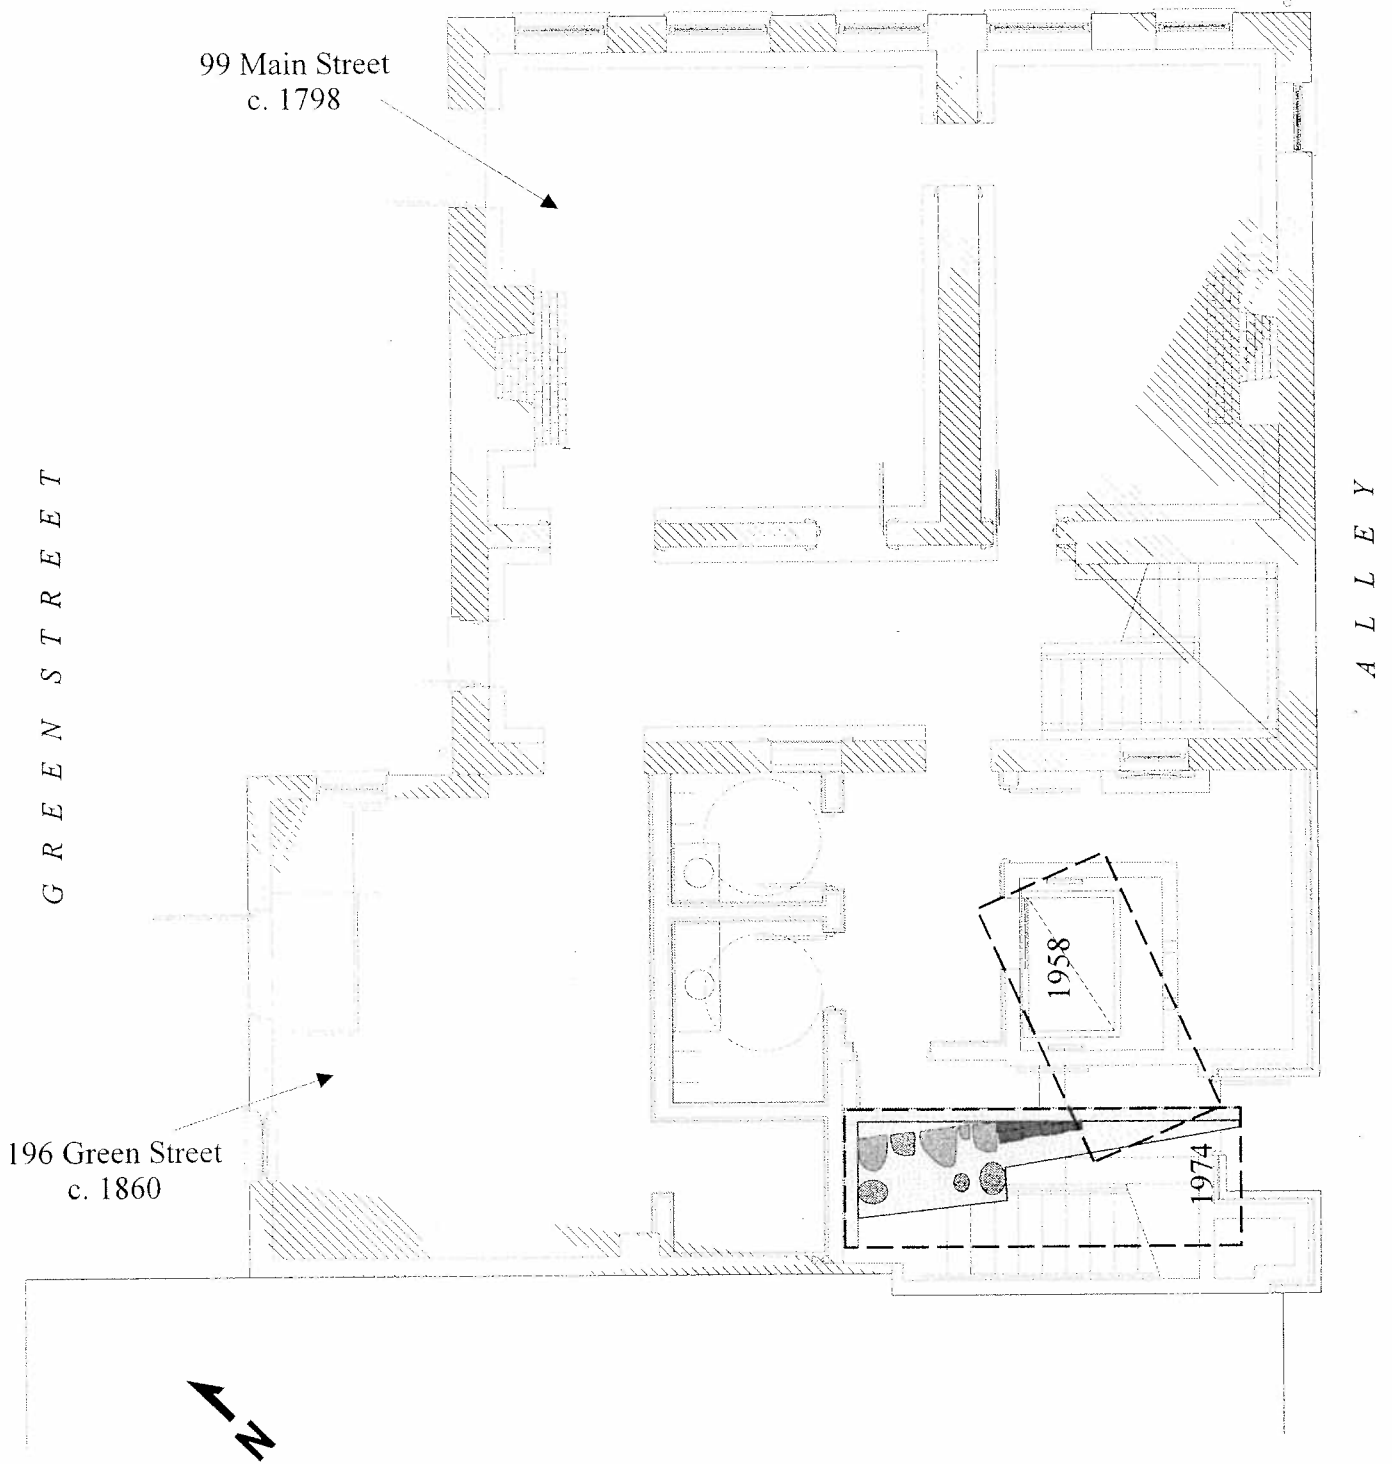 99 Main Street
c. 1798
GREEN STREET
ALLEY
1958
196 Green Street
c. 1860
1974
N